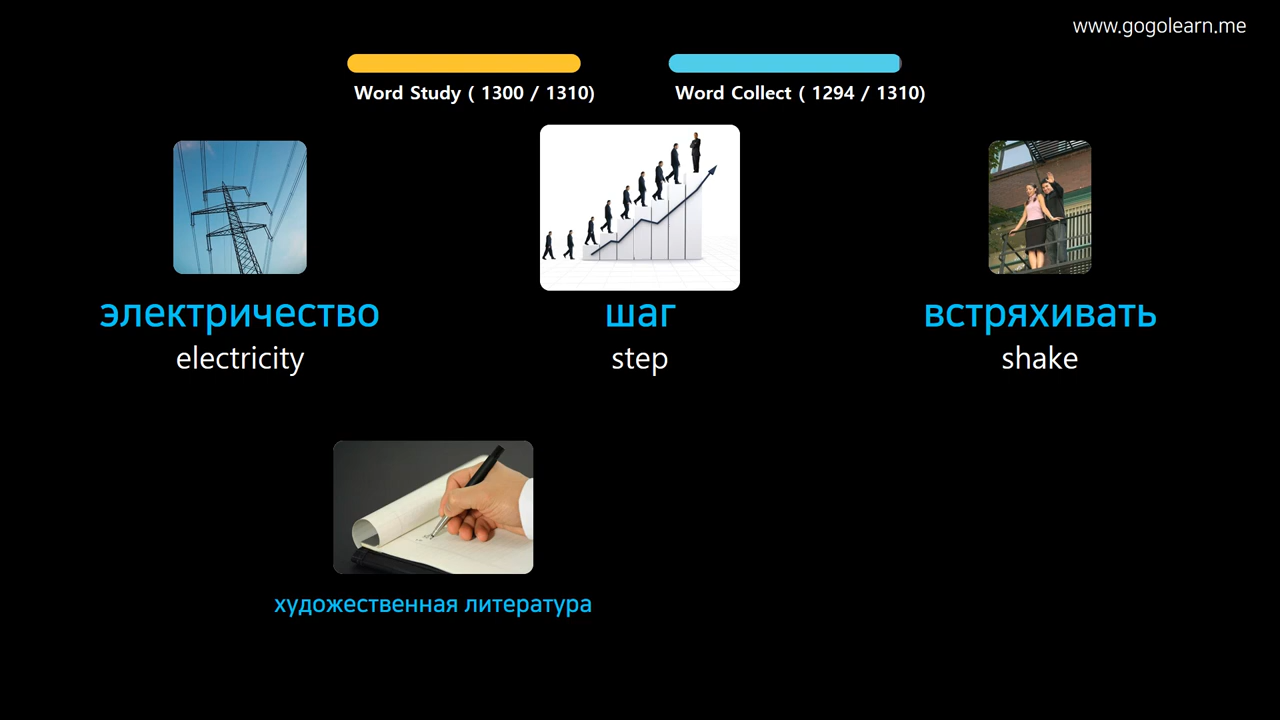 www.gogolearn.me
Word Study ( 1300 / 1310)
Word Collect ( 1294 / 1310)
электричество
electricity
шаг
step
встряхивать
shake
художественная литература